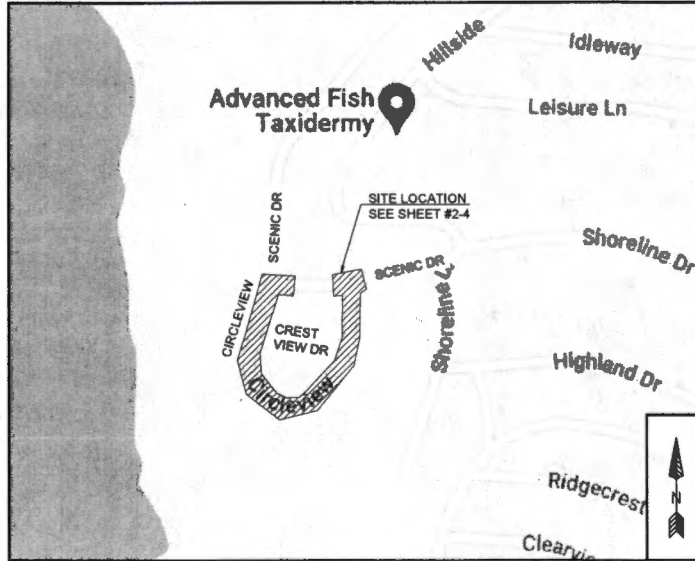 Hillside
Idleway
Advanced Fish
Taxidermy
Leisure Ln
SCENIC DR
SITE LOCATION
SEE SHEET #2-4
Shoreline Dr
SCENIC DR
CIRCLEVIEW
Shoreline
CREST
VIEW DR
Highland Dr
Circleview
N
Ridgecrest